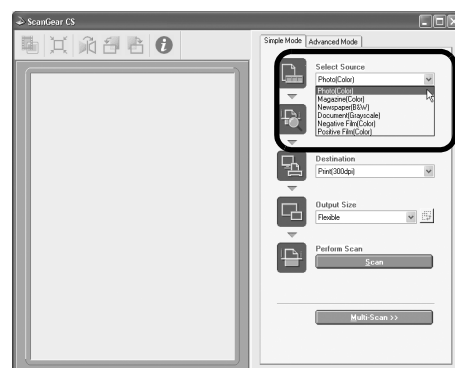 ScanGear CS
Simple Mode Advanced Mode
Select Source
Photo(Color)
Photo(Color)
Magazine(Color)
Newspaper(B&W)
Document(Grayscale)
Negative Film(Color)
Positive Film(Color)
Destination
Print(300dpi)
Output Size
Flexible
Perform Scan
Scan
Multi-Scan >>